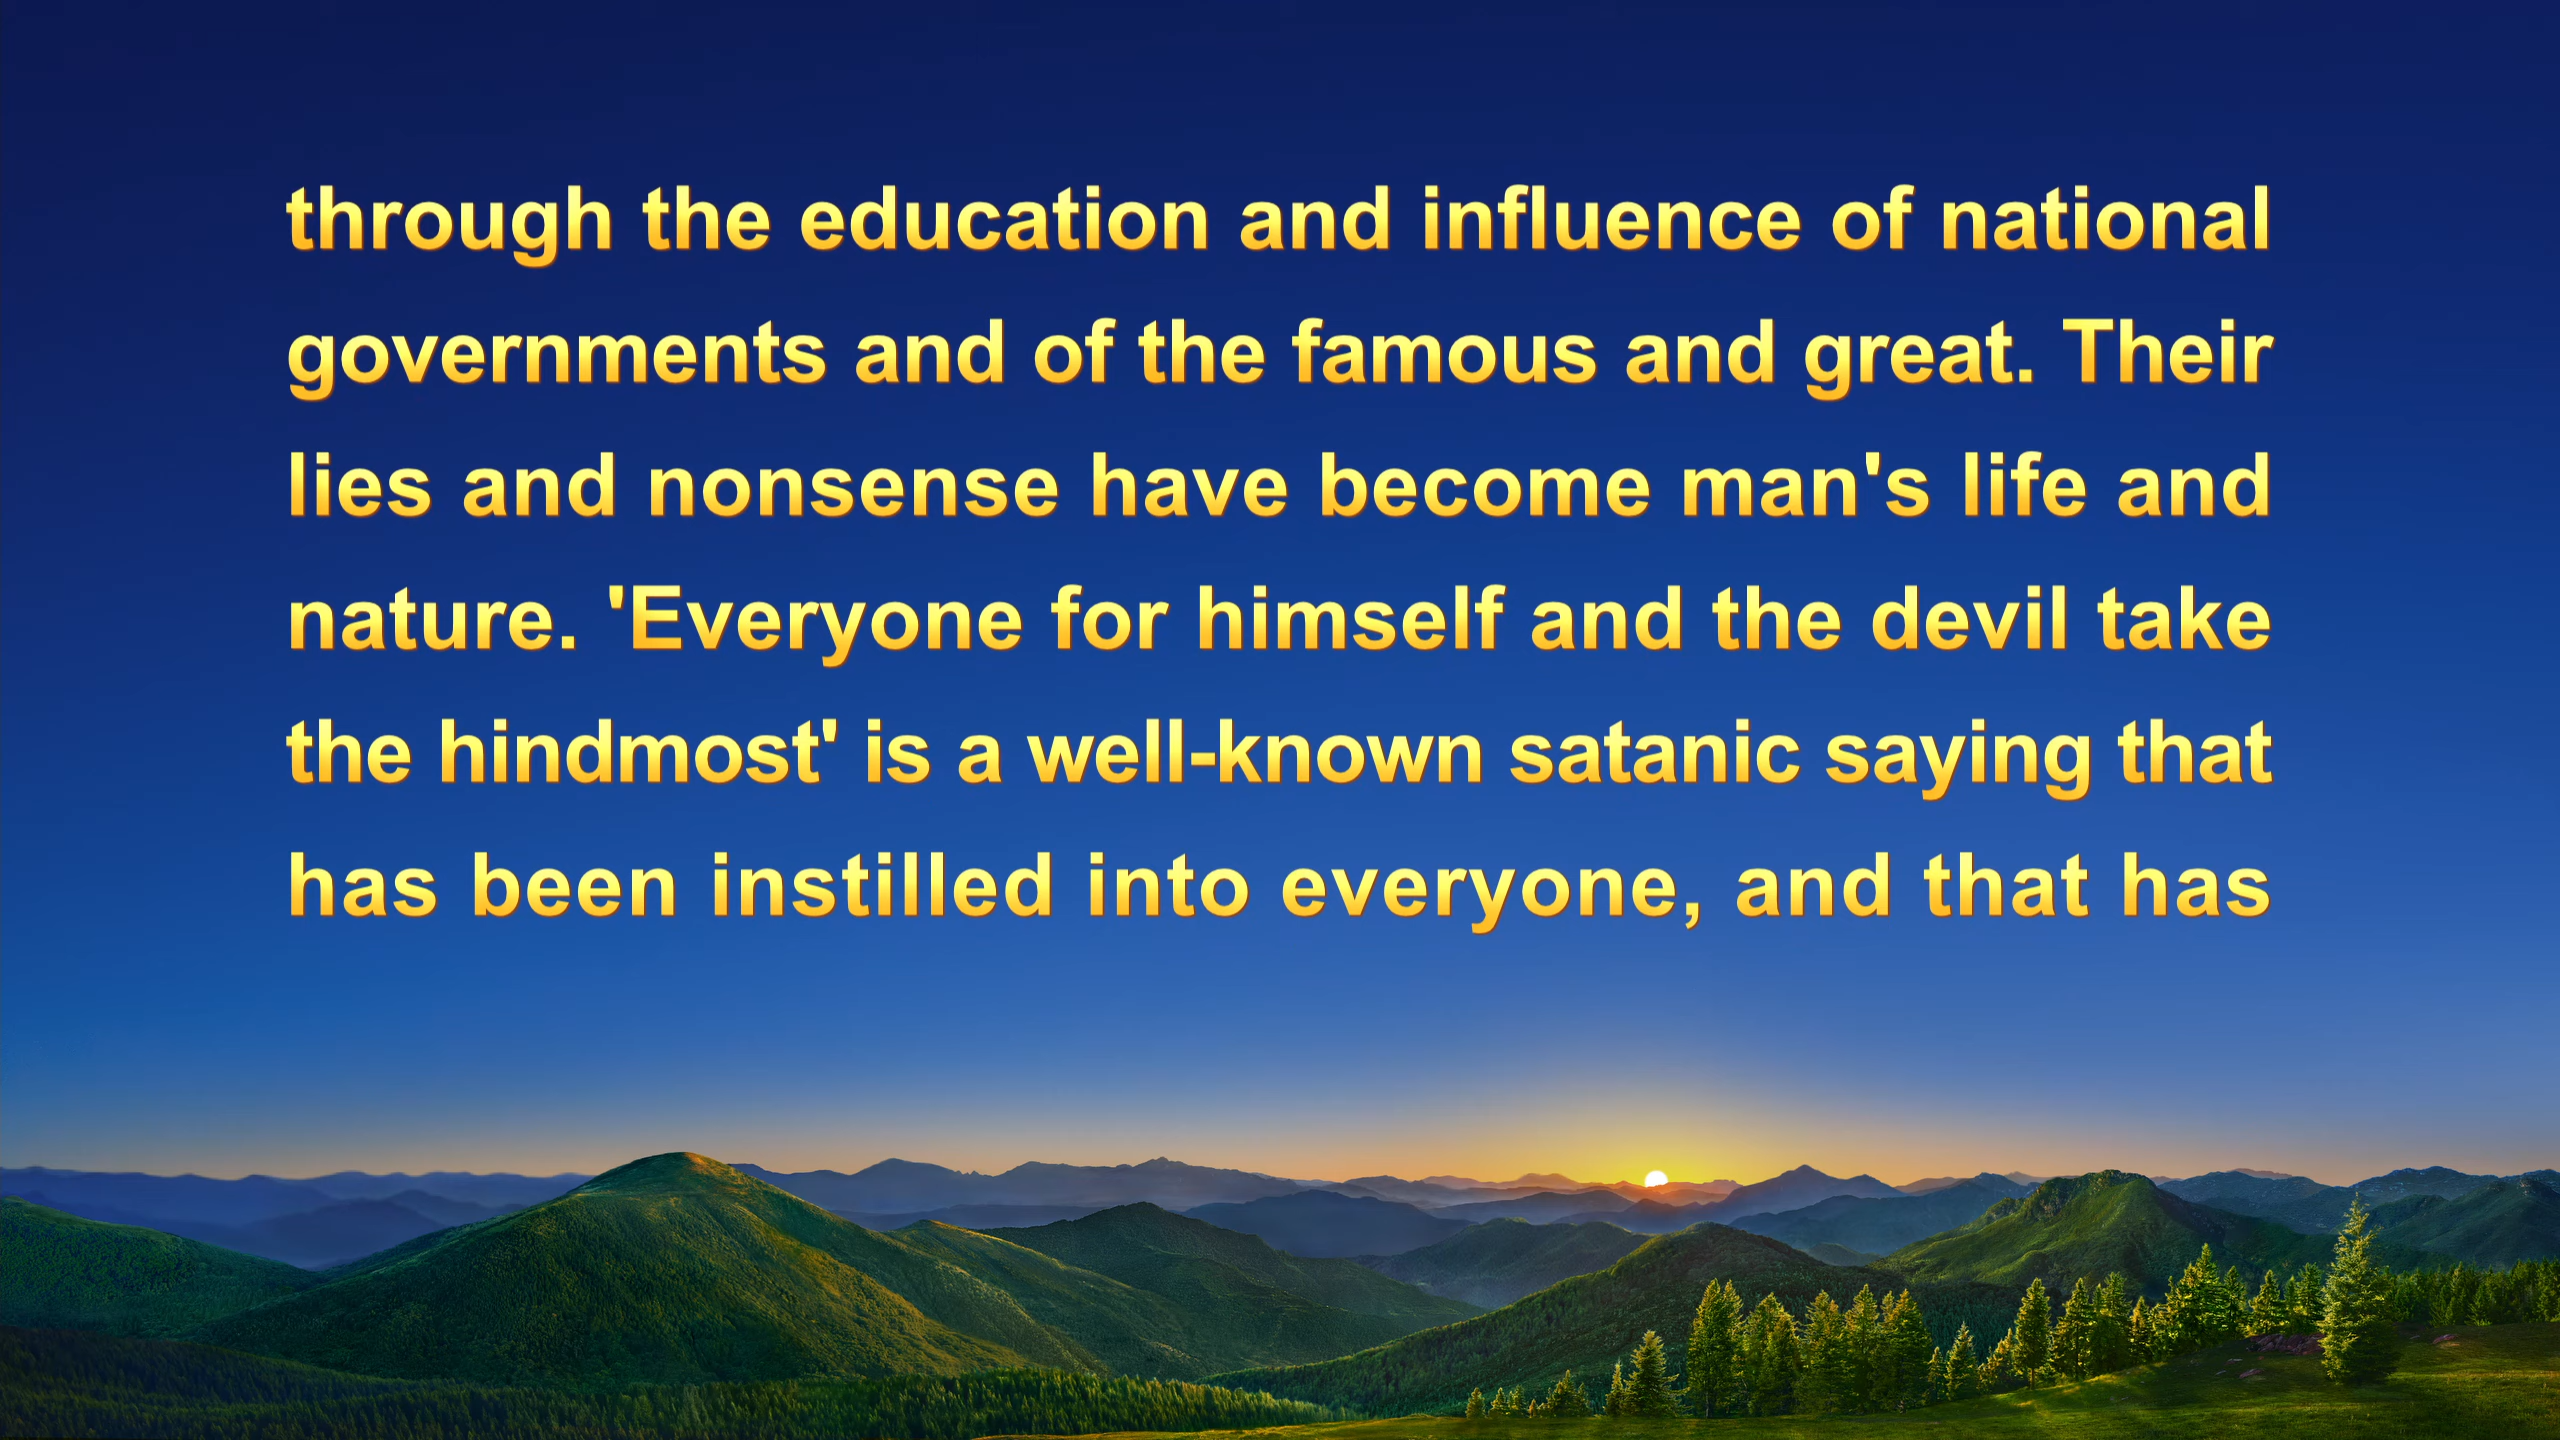 through the education and influence of national
governments and of the famous and great. Their
lies and nonsense have become man's life and
nature. 'Everyone for himself and the devil take
the hindmost' is a well-known satanic saying that
has been instilled into everyone, and that has